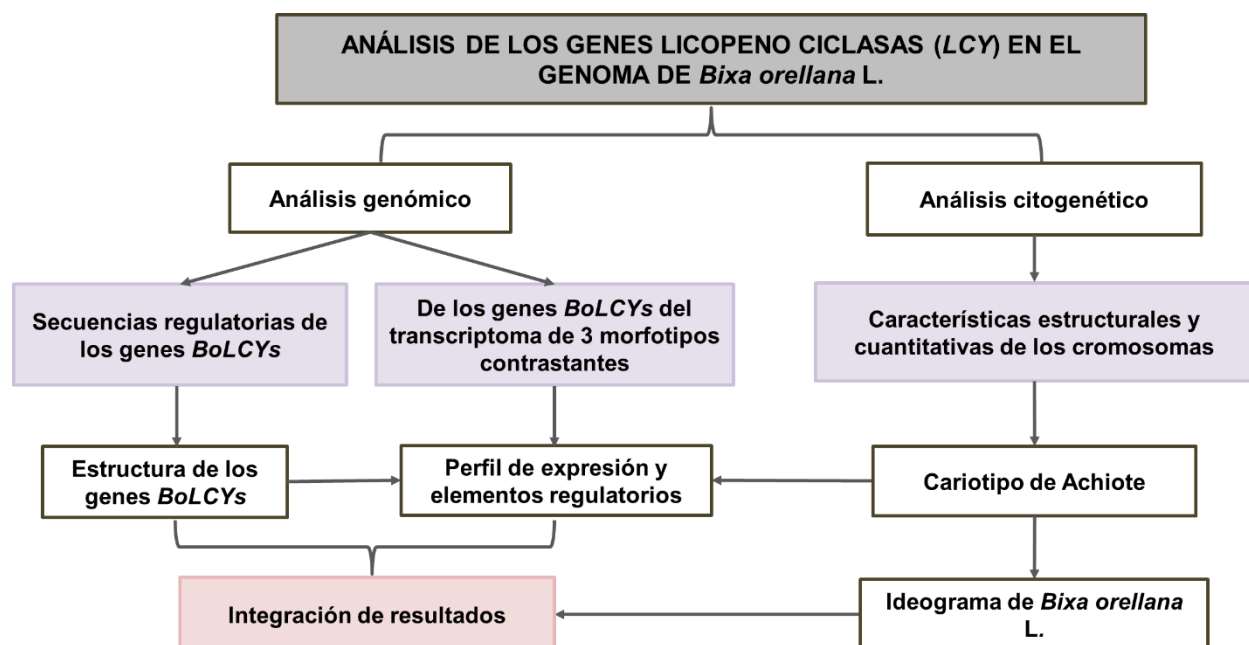 ANÁLISIS DE LOS GENES LICOPENO CICLASAS (LCY) EN EL
GENOMA DE Bixa orellana L.
Análisis genómico
Análisis citogenético
Secuencias regulatorias de
los genes BoLCYs
De los genes BoLCYs del
transcriptoma de 3 morfotipos
contrastantes
Características estructurales y
cuantitativas de los cromosomas
Estructura de los
genes BoLCYs
Perfil de expresión y
elementos regulatorios
Cariotipo de Achiote
Integración de resultados
Ideograma de Bixa orellana
L.